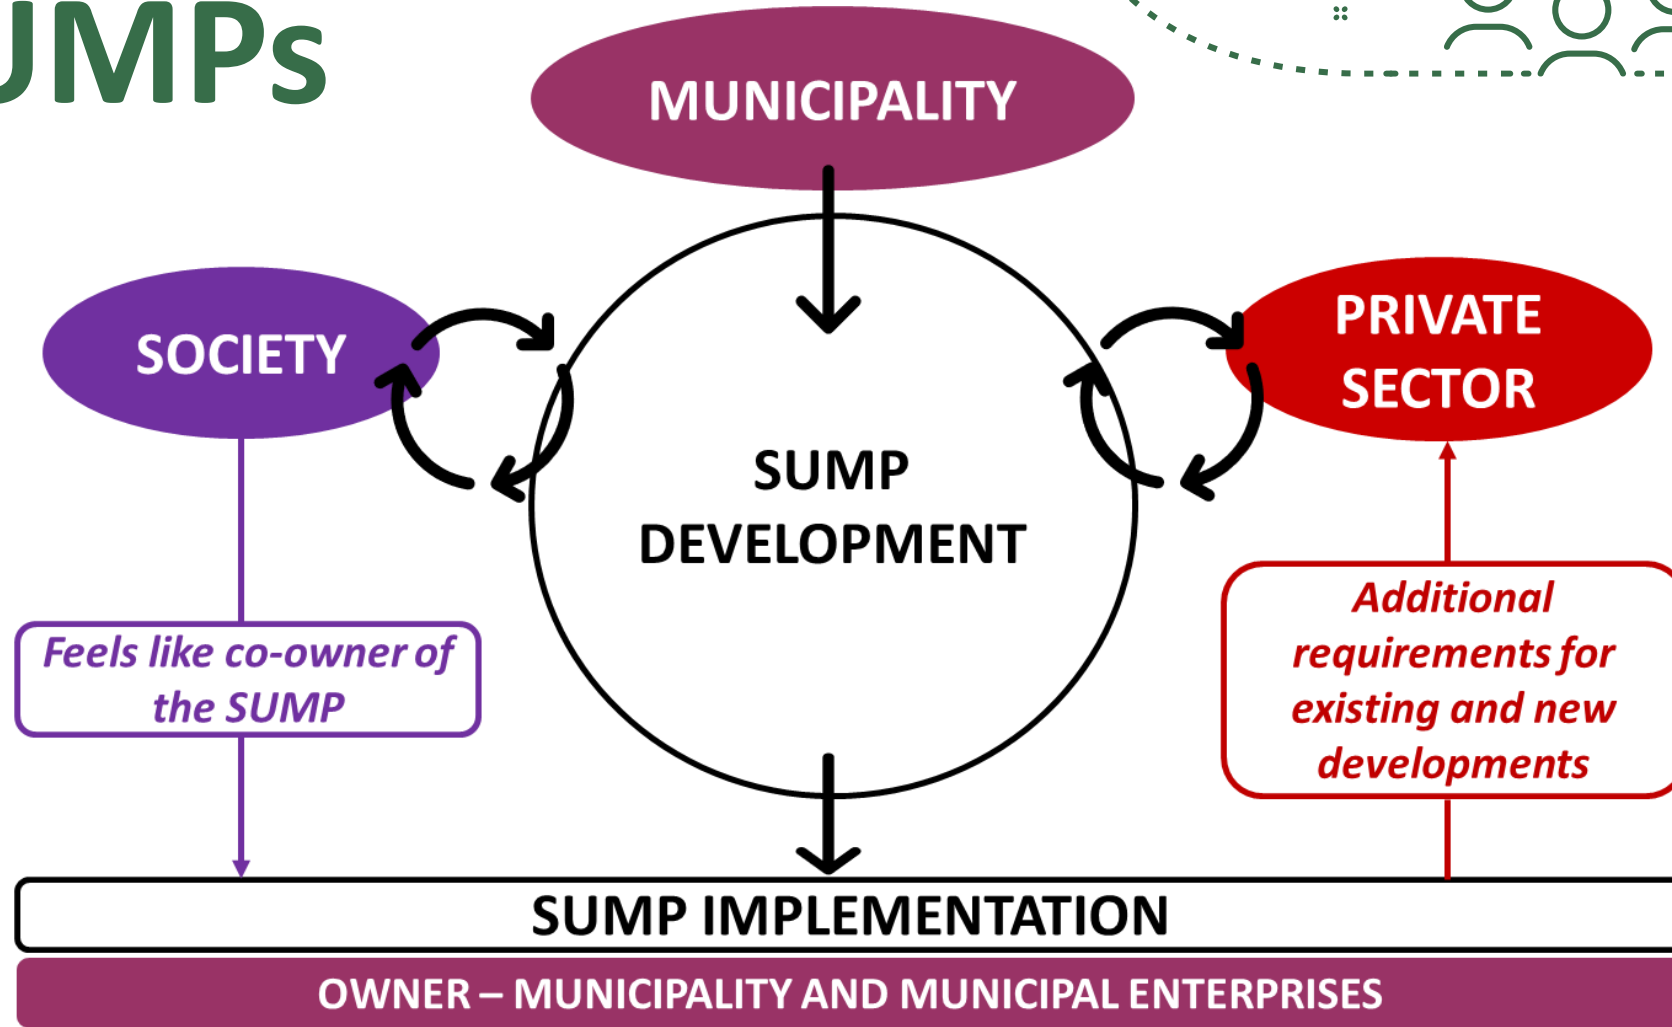 UMPs
MUNICIPALITY
SOCIETY
PRIVATE
SECTOR
SUMP
DEVELOPMENT
Feels like co-owner of
the SUMP
Additional
requirements for
existing and new
developments
SUMP IMPLEMENTATION
OWNER – MUNICIPALITY AND MUNICIPAL ENTERPRISES